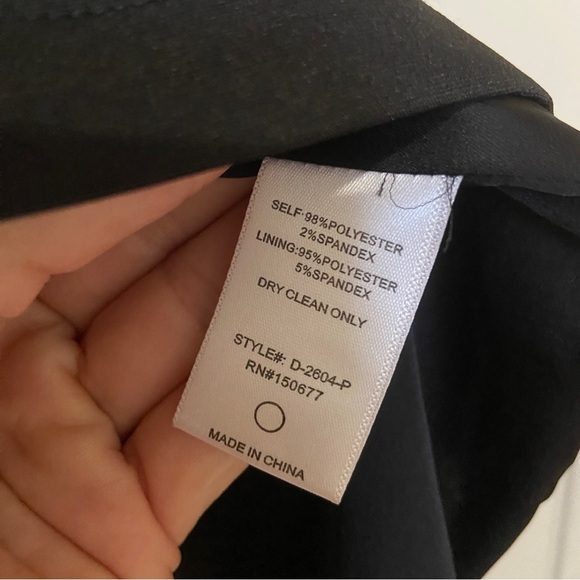 SELF:98%POLYESTER
2%SPANDEX
LINING:95%POLYESTER
5%SPANDEX
DRY CLEAN ONLY
STYLE#: D-2604-P
RN#150677
MADE IN CHINA